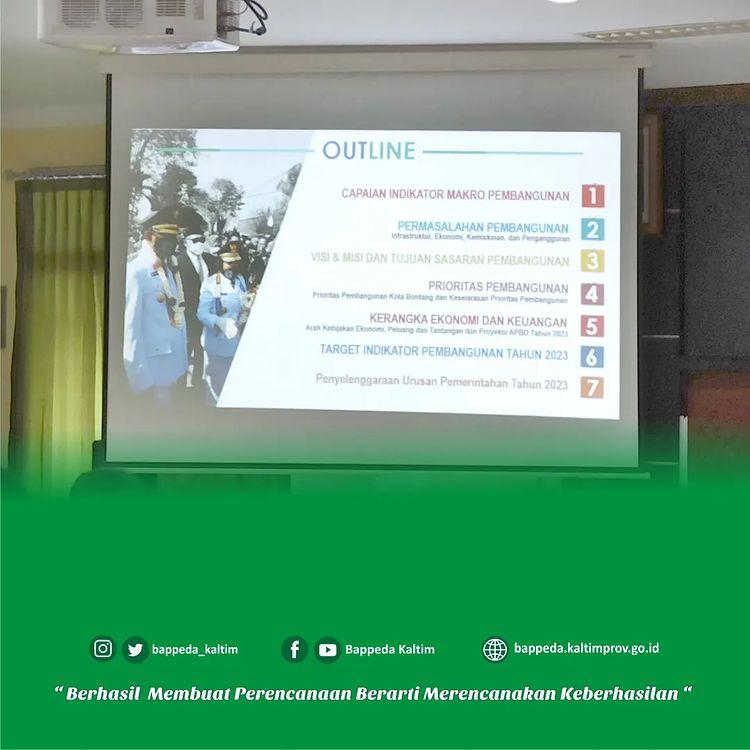 OUTLINE
CAPAIAN INDIKATOR MAKRO PEMBANGUNAN 1
PERMASALAHAN PEMBANGUNAN 2
Infrastruktur, Ekonomi, Kemiskinan, dan Pengangguran
VISI & MISI DAN TUJUAN SASARAN PEMBANGUNAN 3
PRIORITAS PEMBANGUNAN 4
Prioritas Pembangunan Kota Bontang dan Keselarasan Prioritas Pembangunan
KERANGKA EKONOMI DAN KEUANGAN 5
Arah Kebijakan Ekonomi, Peluang dan Tantangan dan Proyeksi APBD Tahun 2023
TARGET INDIKATOR PEMBANGUNAN TAHUN 2023 6
Penyelenggaraan Urusan Pemerintahan Tahun 2023 7
bappeda_kaltim Bappeda Kaltim bappeda.kaltimprov.go.id
“ Berhasil Membuat Perencanaan Berarti Merencanakan Keberhasilan “